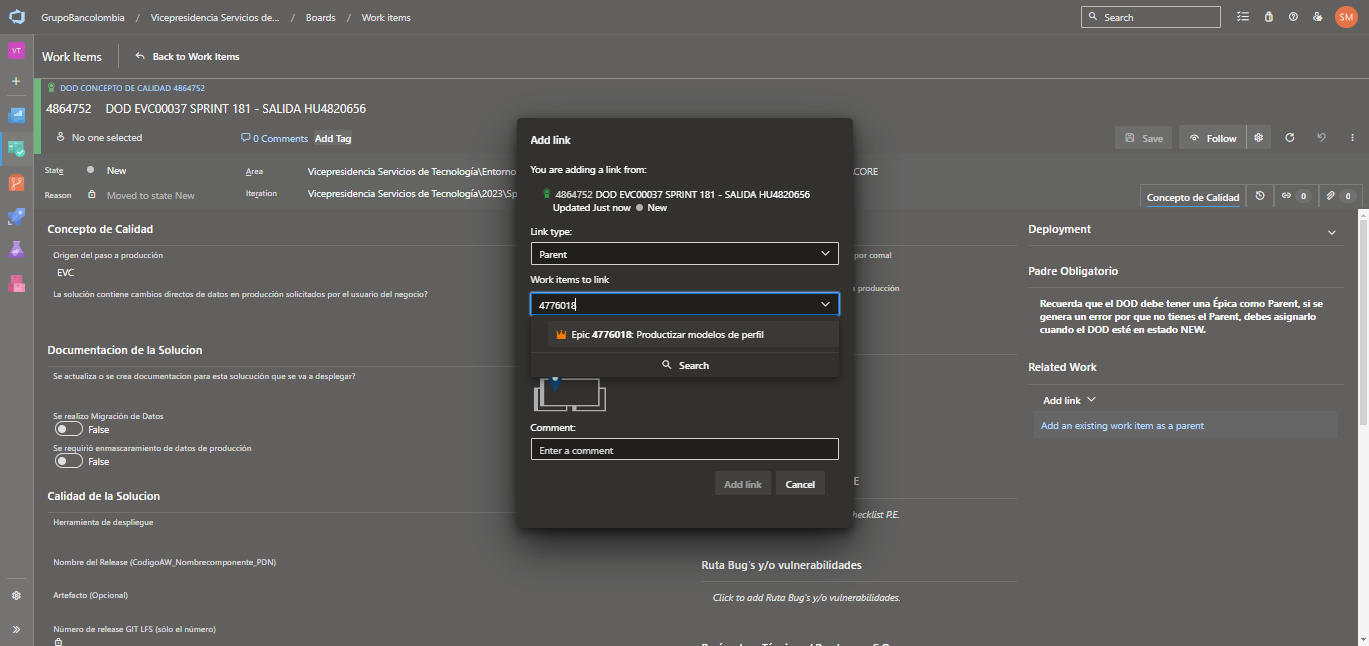 GrupoBancolombia / Vicepresidencia Servicios de... / Boards / Work items
Search
SM
VT
Work Items
Back to Work Items
DOD CONCEPTO DE CALIDAD 4864752
4864752 DOD EVC00037 SPRINT 181 - SALIDA HU4820656
No one selected
0 Comments
Add Tag
Save
Follow
State
New
Area
Vicepresidencia Servicios de Tecnología\Entorno
CORE
Reason
Moved to state New
Iteration
Vicepresidencia Servicios de Tecnología\2023\Sp
Concepto de Calidad
0
0
Add link
You are adding a link from:
4864752 DOD EVC00037 SPRINT 181 - SALIDA HU4820656
Updated Just now
New
Link type:
Parent
Work items to link
4776018
Epic 4776018: Productizar modelos de perfil
Search
Comment:
Enter a comment
Add link
Cancel
Concepto de Calidad
Origen del paso a producción
EVC
La solución contiene cambios directos de datos en producción solicitados por el usuario del negocio?
Documentacion de la Solucion
Se actualiza o se crea documentacion para esta solucución que se va a desplegar?
Se realizo Migración de Datos
False
Se requirió enmascaramiento de datos de producción
False
Calidad de la Solucion
Herramienta de despliegue
Nombre del Release (CodigoAW_Nombrecomponente_PDN)
Artefacto (Opcional)
Número de release GIT LFS (sólo el número)
por comal
producción
E
hecklist P.E.
Ruta Bug's y/o vulnerabilidades
Click to add Ruta Bug's y/o vulnerabilidades.
Deployment
Padre Obligatorio
Recuerda que el DOD debe tener una Épica como Parent, si se
genera un error por que no tienes el Parent, debes asignarlo
cuando el DOD esté en estado NEW.
Related Work
Add link
Add an existing work item as a parent